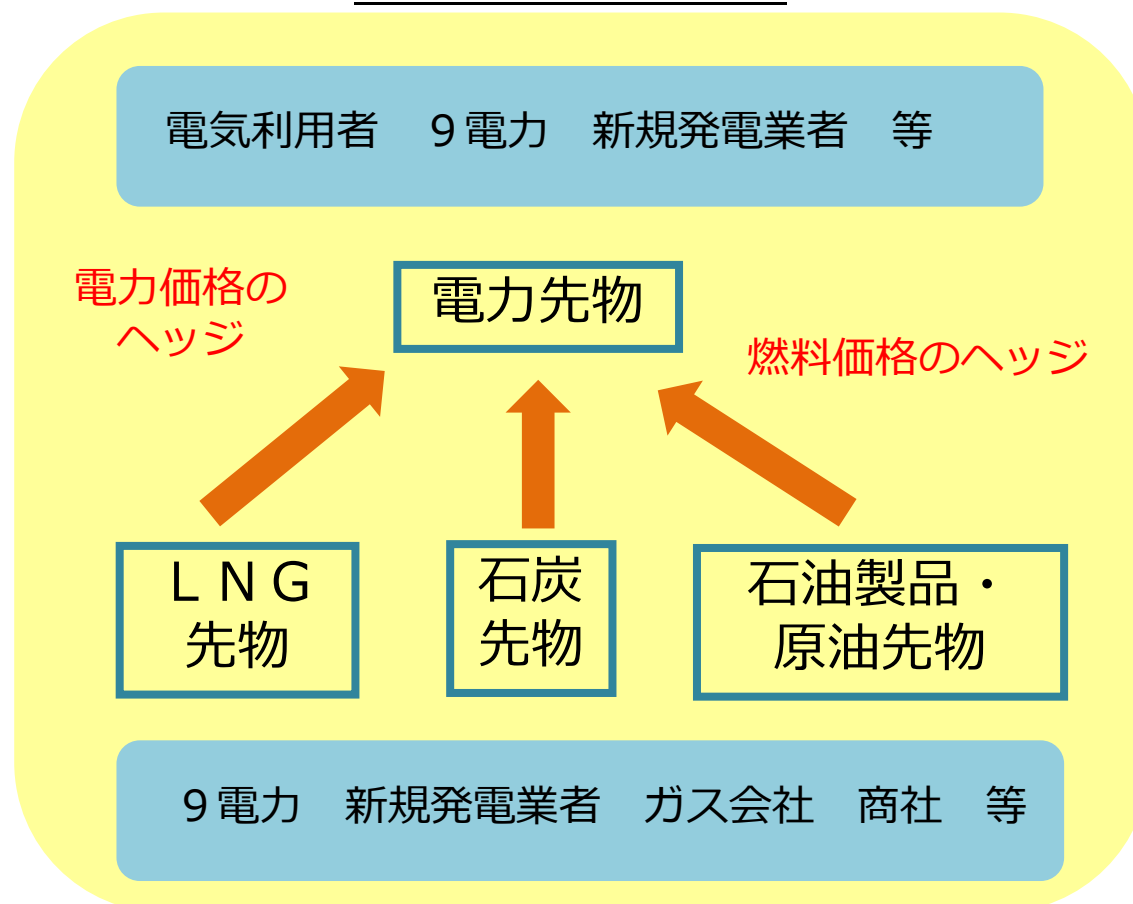 電気利用者　９電力　新規発電業者　等
電力価格の
ヘッジ
電力先物
燃料価格のヘッジ
ＬＮＧ
先物
石炭
先物
石油製品・
原油先物
９電力　新規発電業者　ガス会社　商社　等